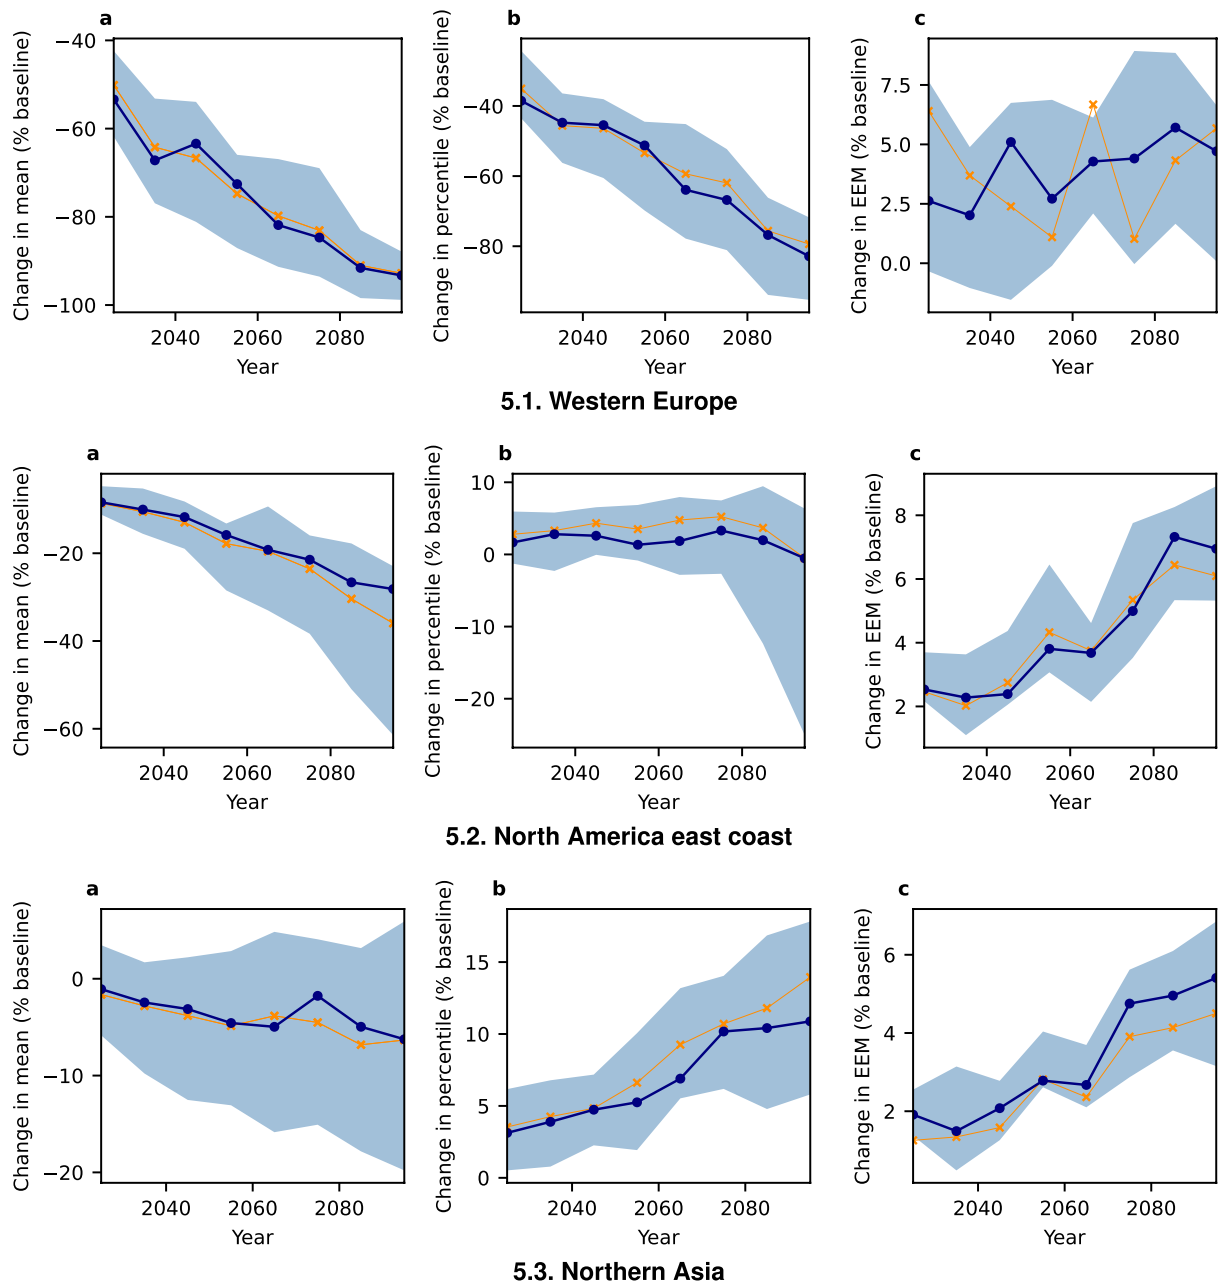 a
b
c
Change in mean (% baseline)
−40
−60
−80
−100
2040 2060 2080
Year
Change in percentile (% baseline)
−40
−60
−80
2040 2060 2080
Year
Change in EEM (% baseline)
7.5
5.0
2.5
0.0
2040 2060 2080
Year
5.1. Western Europe
a
b
c
Change in mean (% baseline)
−20
−40
−60
2040 2060 2080
Year
Change in percentile (% baseline)
10
0
−10
−20
2040 2060 2080
Year
Change in EEM (% baseline)
8
6
4
2
2040 2060 2080
Year
5.2. North America east coast
a
b
c
Change in mean (% baseline)
0
−10
−20
2040 2060 2080
Year
Change in percentile (% baseline)
15
10
5
0
2040 2060 2080
Year
Change in EEM (% baseline)
6
4
2
2040 2060 2080
Year
5.3. Northern Asia